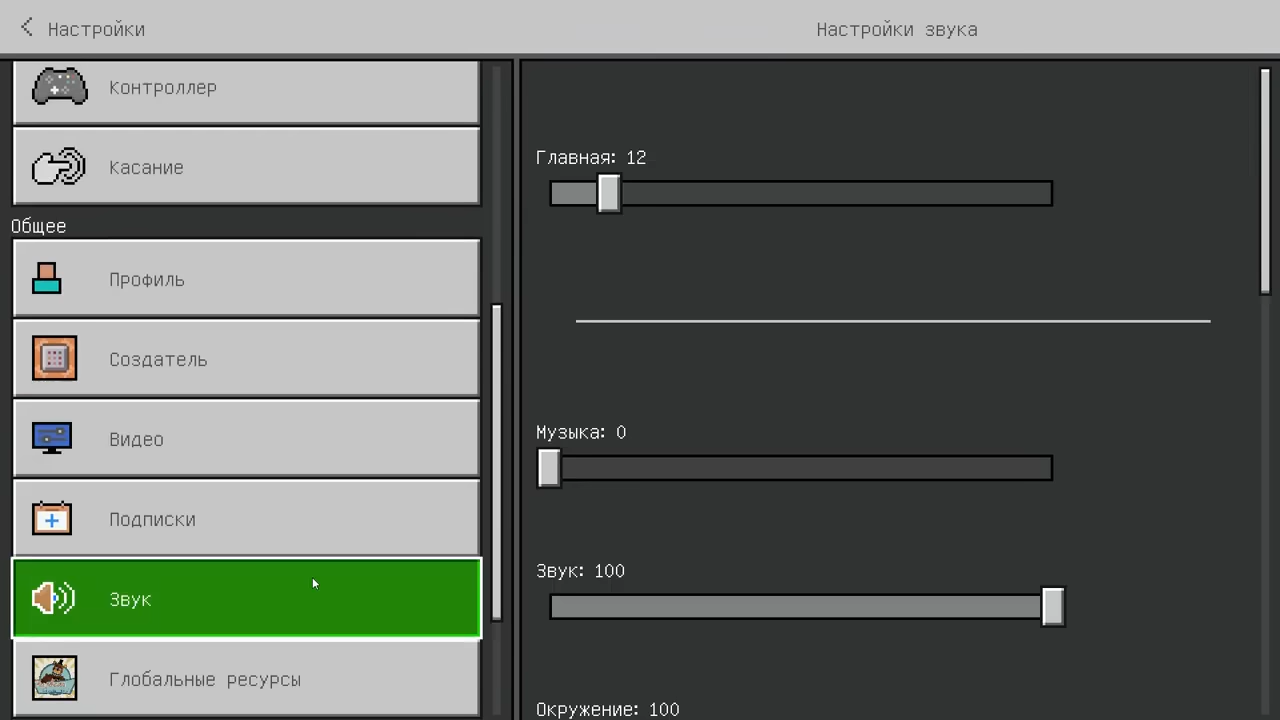 Настройки
Настройки звука
Контроллер
Касание
Общее
Профиль
Создатель
Видео
Подписки
Звук
Глобальные ресурсы
Главная: 12
Музыка: 0
Звук: 100
Окружение: 100